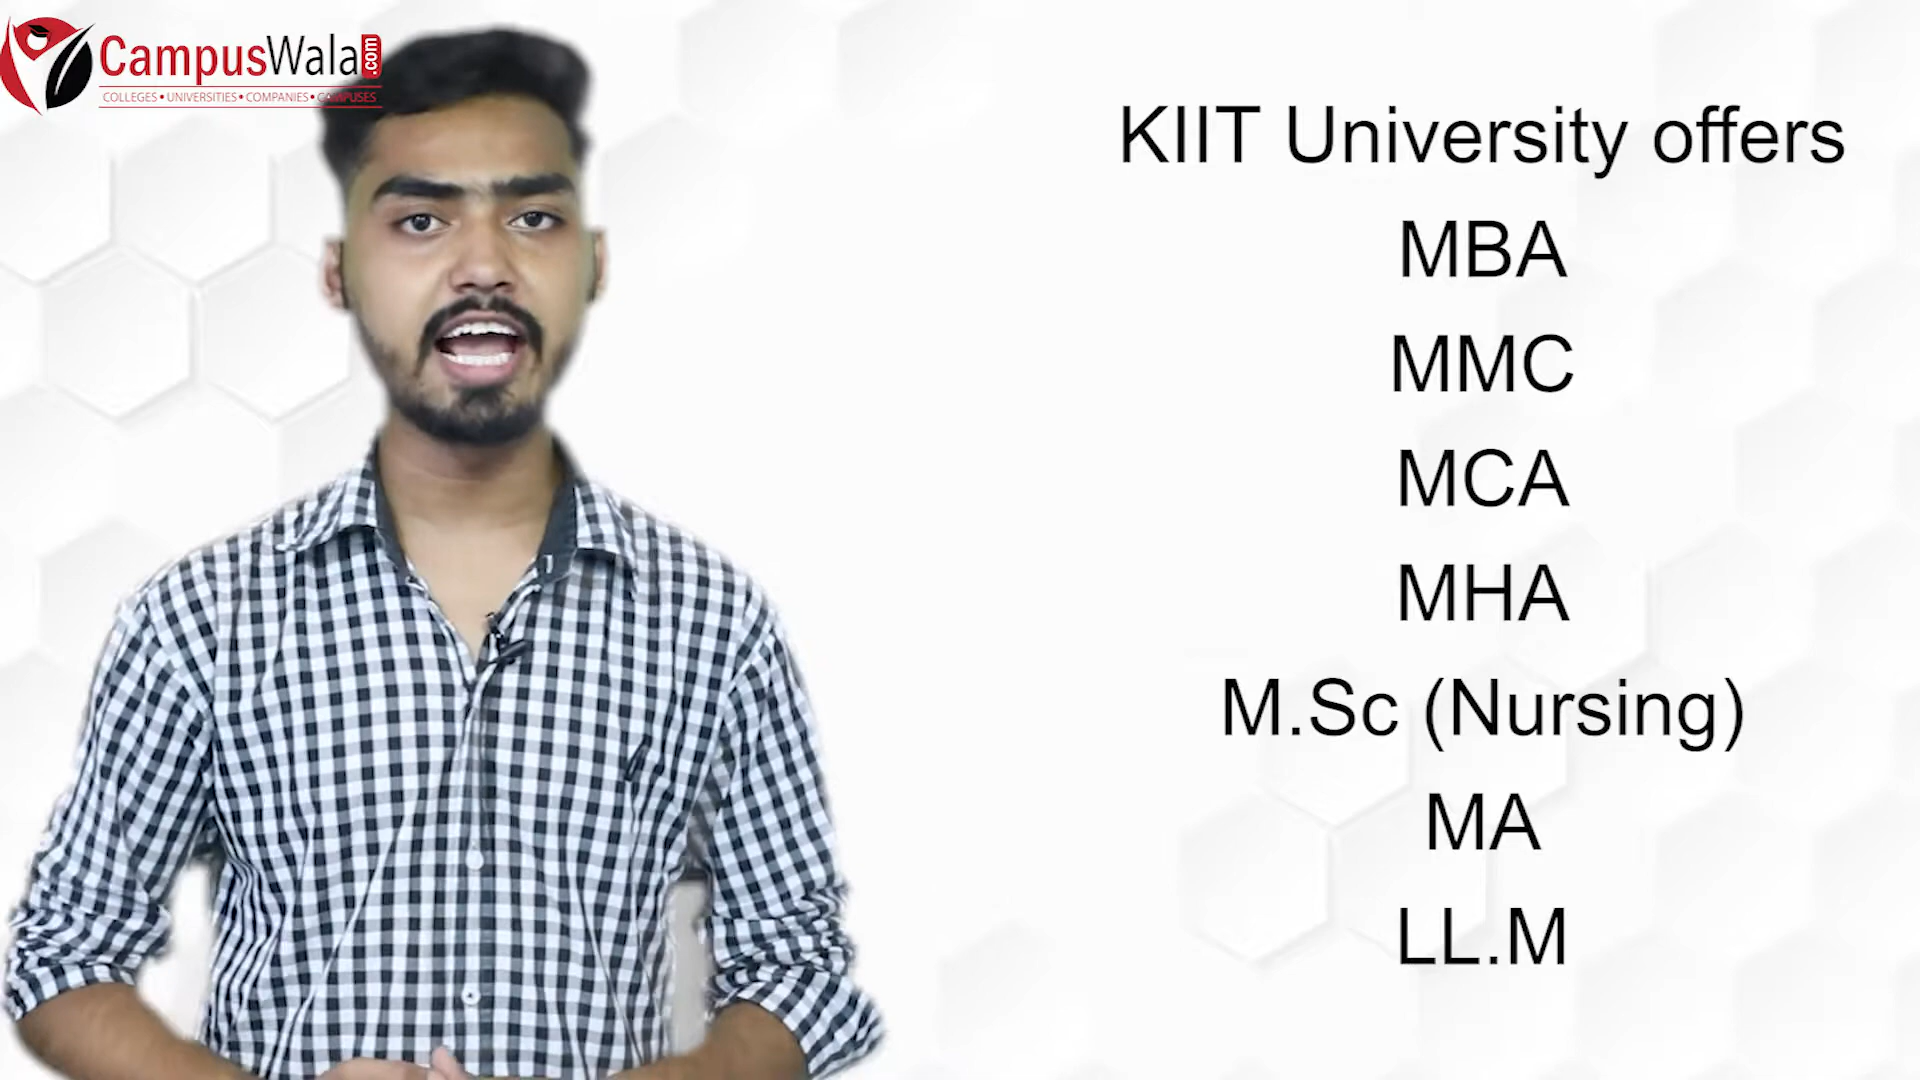 CampusWala.com
COLLEGES • UNIVERSITIES • COMPANIES • CAMPUSES
KIIT University offers
MBA
MMC
MCA
MHA
M.Sc (Nursing)
MA
LL.M